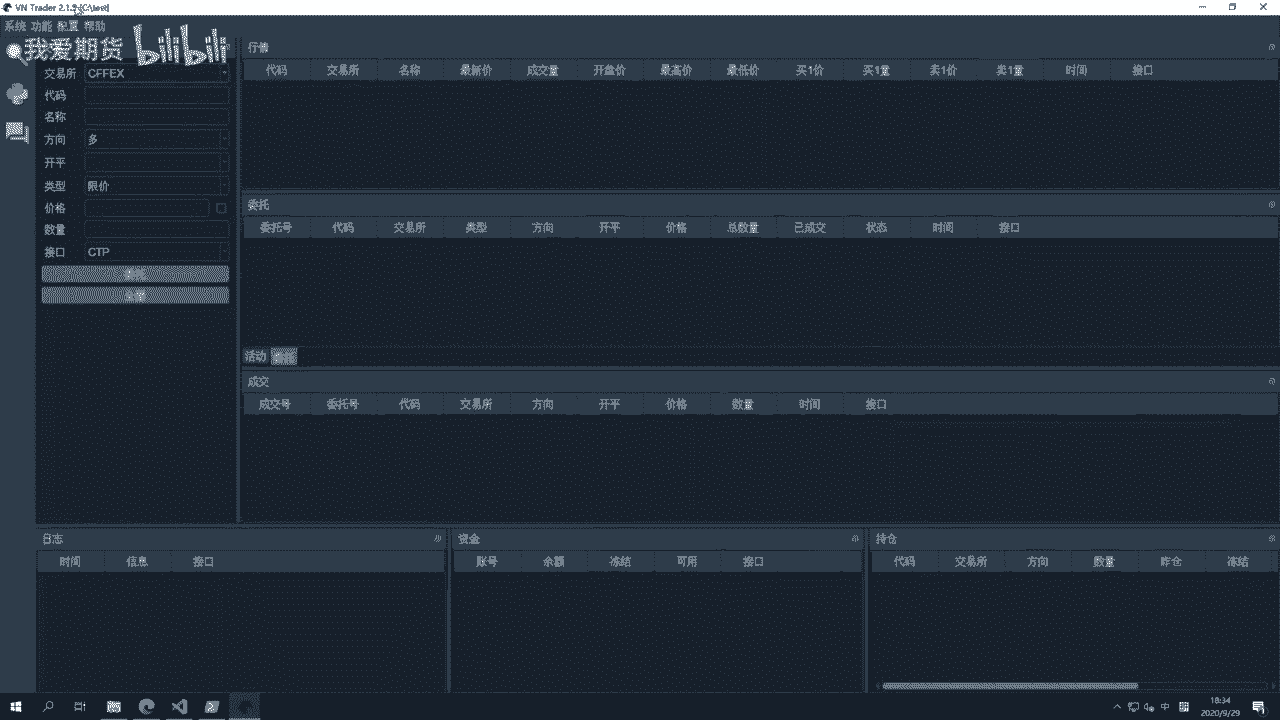 VN Trader 2.1.
系统 功能 配置 帮助
我爱期货 bilibili
交易所 CFFEX
代码
名称
方向 多
开平
类型 限价
价格
数量
接口 CTP
行情
代码 交易所 名称 最新价 成交量 开盘价 最高价 最低价 买1价 买1量 卖1价 卖1量 时间 接口
委托
委托号 代码 交易所 类型 方向 开平 价格 总数量 已成交 状态 时间 接口
活动
成交
成交号 委托号 代码 交易所 方向 开平 价格 数量 时间 接口
日志
时间 信息 接口
资金
账号 余额 冻结 可用 接口
持仓
代码 交易所 方向 数量 昨仓 冻结
中
18:34
2020/9/29